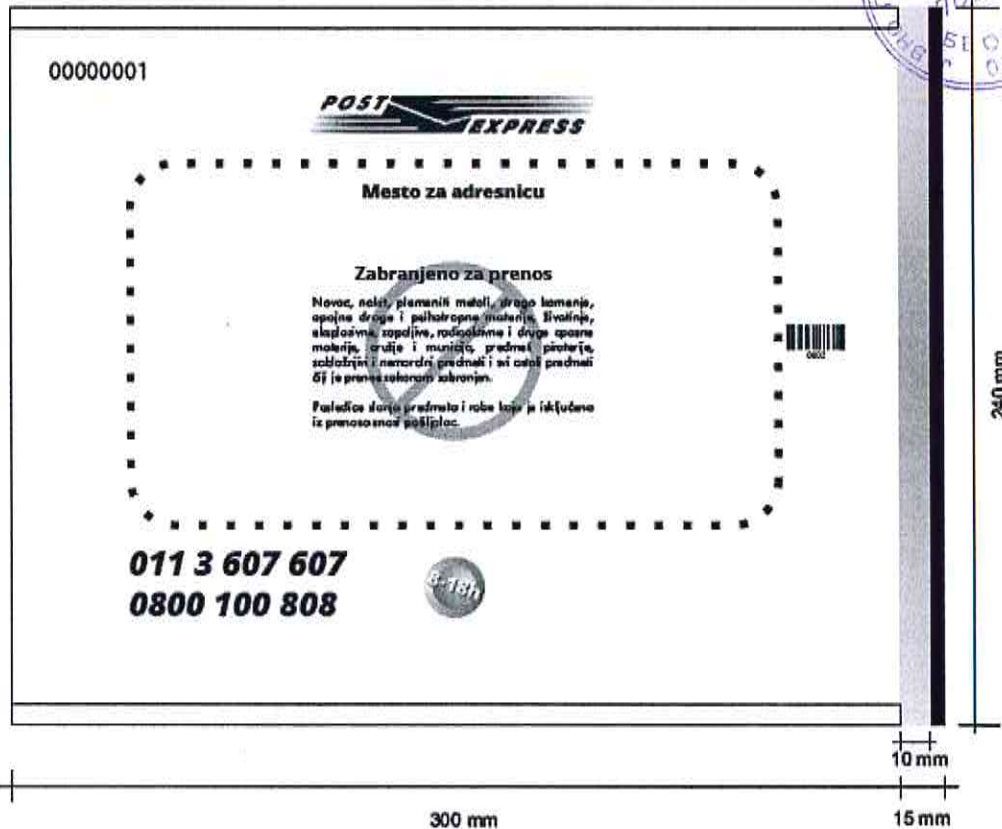 00000001
POST
EXPRESS
Mesto za adresnicu
Zabranjeno za prenos
Novac, nakit, plemeniti metali, drago kamenje,
opojne droge i psihotropne materije, životinje,
eksplozivne, zapaljive, radioaktivne i druge opasne
materije, oružje i municija, predmeti piraterije,
sablažnjivi i nemoralni predmeti i svi ostali predmeti
čiji je prenos zakonom zabranjen.
Posledice slanja predmeta i robe koja je isključena
iz prenosa snosi pošiljalac.
011 3 607 607
0800 100 808
8-18h
240 mm
10 mm
300 mm
15 mm